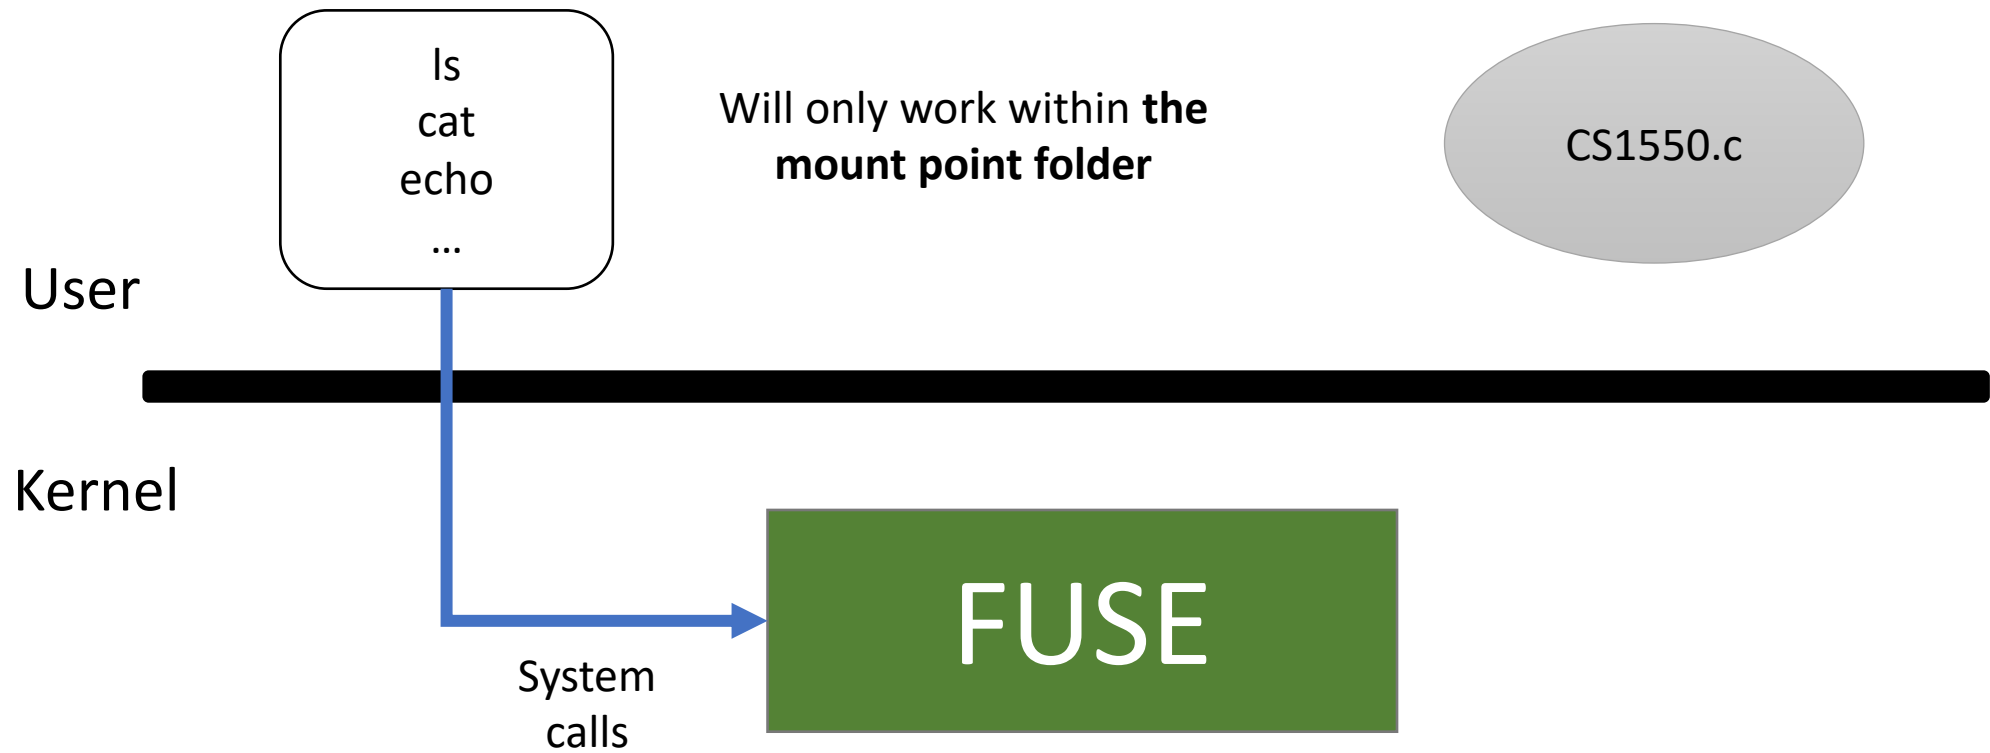 ls
cat
echo
...
Will only work within the
mount point folder
CS1550.c
User
Kernel
FUSE
System
calls